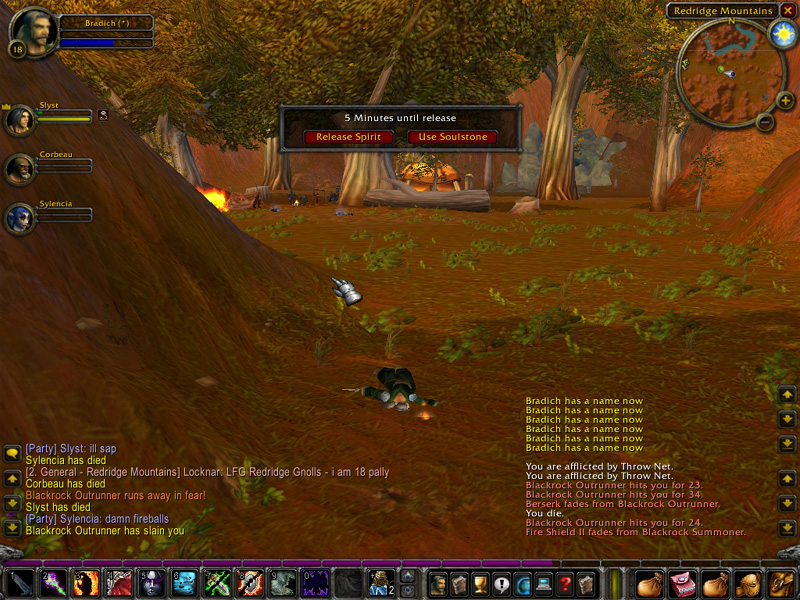 Bradich (*)
18
Redridge Mountains
N
Slyst
Corbeau
Sylencia
5 Minutes until release
Release Spirit
Use Soulstone
[Party] Slyst: ill sap
Sylencia has died
[2. General - Redridge Mountains] Locknar: LFG Redridge Gnolls - i am 18 pally
Corbeau has died
Blackrock Outrunner runs away in fear!
Slyst has died
[Party] Sylencia: damn fireballs
Blackrock Outrunner has slain you
Bradich has a name now
Bradich has a name now
Bradich has a name now
Bradich has a name now
Bradich has a name now
Bradich has a name now
You are afflicted by Throw Net.
You are afflicted by Throw Net.
Blackrock Outrunner hits you for 23.
Blackrock Outrunner hits you for 34.
Berserk fades from Blackrock Outrunner.
You die.
Blackrock Outrunner hits you for 24.
Fire Shield II fades from Blackrock Summoner.
2